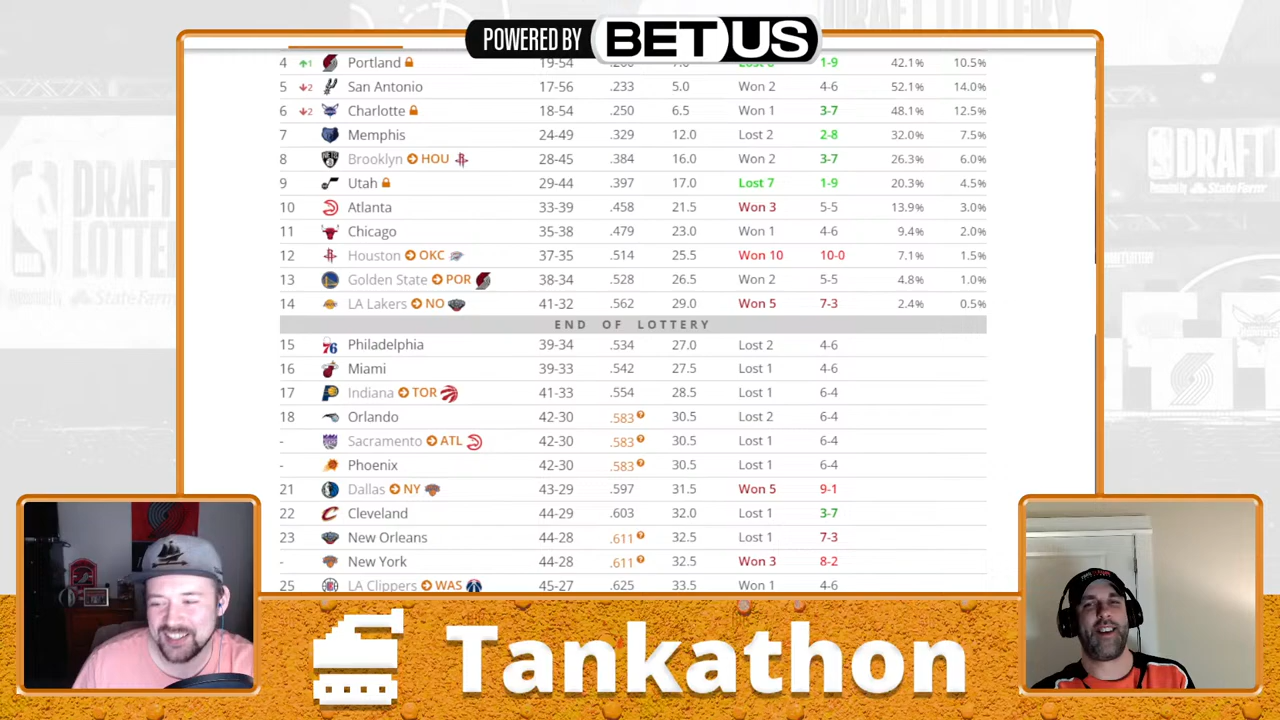 POWERED BY BETUS
4 1 Portland 19-54 .260 7.0 Lost 6 1-9 42.1% 10.5%
5 2 San Antonio 17-56 .233 5.0 Won 2 4-6 52.1% 14.0%
6 2 Charlotte 18-54 .250 6.5 Won 1 3-7 48.1% 12.5%
7 Memphis 24-49 .329 12.0 Lost 2 2-8 32.0% 7.5%
8 Brooklyn HOU 28-45 .384 16.0 Won 2 3-7 26.3% 6.0%
9 Utah 29-44 .397 17.0 Lost 7 1-9 20.3% 4.5%
10 Atlanta 33-39 .458 21.5 Won 3 5-5 13.9% 3.0%
11 Chicago 35-38 .479 23.0 Won 1 4-6 9.4% 2.0%
12 Houston OKC 37-35 .514 25.5 Won 10 10-0 7.1% 1.5%
13 Golden State POR 38-34 .528 26.5 Won 2 5-5 4.8% 1.0%
14 LA Lakers NO 41-32 .562 29.0 Won 5 7-3 2.4% 0.5%
END OF LOTTERY
15 Philadelphia 39-34 .534 27.0 Lost 2 4-6
16 Miami 39-33 .542 27.5 Lost 1 4-6
17 Indiana TOR 41-33 .554 28.5 Lost 1 6-4
18 Orlando 42-30 .583 30.5 Lost 2 6-4
- Sacramento ATL 42-30 .583 30.5 Lost 1 6-4
- Phoenix 42-30 .583 30.5 Lost 1 6-4
21 Dallas NY 43-29 .597 31.5 Won 5 9-1
22 Cleveland 44-29 .603 32.0 Lost 1 3-7
23 New Orleans 44-28 .611 32.5 Lost 1 7-3
- New York 44-28 .611 32.5 Won 3 8-2
25 LA Clippers WAS 45-27 .625 33.5 Won 1 4-6
Tankathon
DRAFT
LOTTERY
State Farm
DRAFT
State Farm